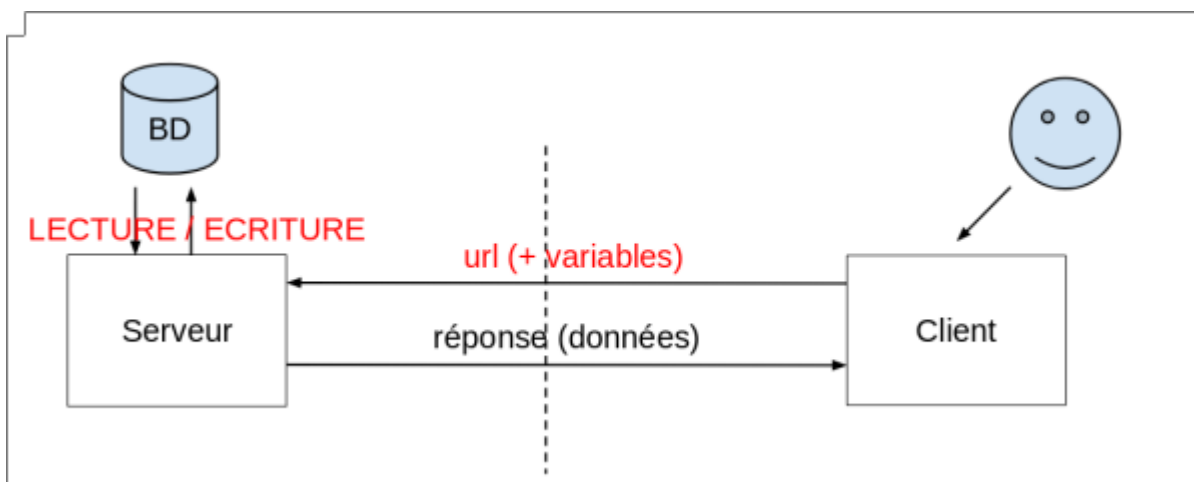 BD
LECTURE / ECRITURE
url (+ variables)
Serveur
réponse (données)
Client